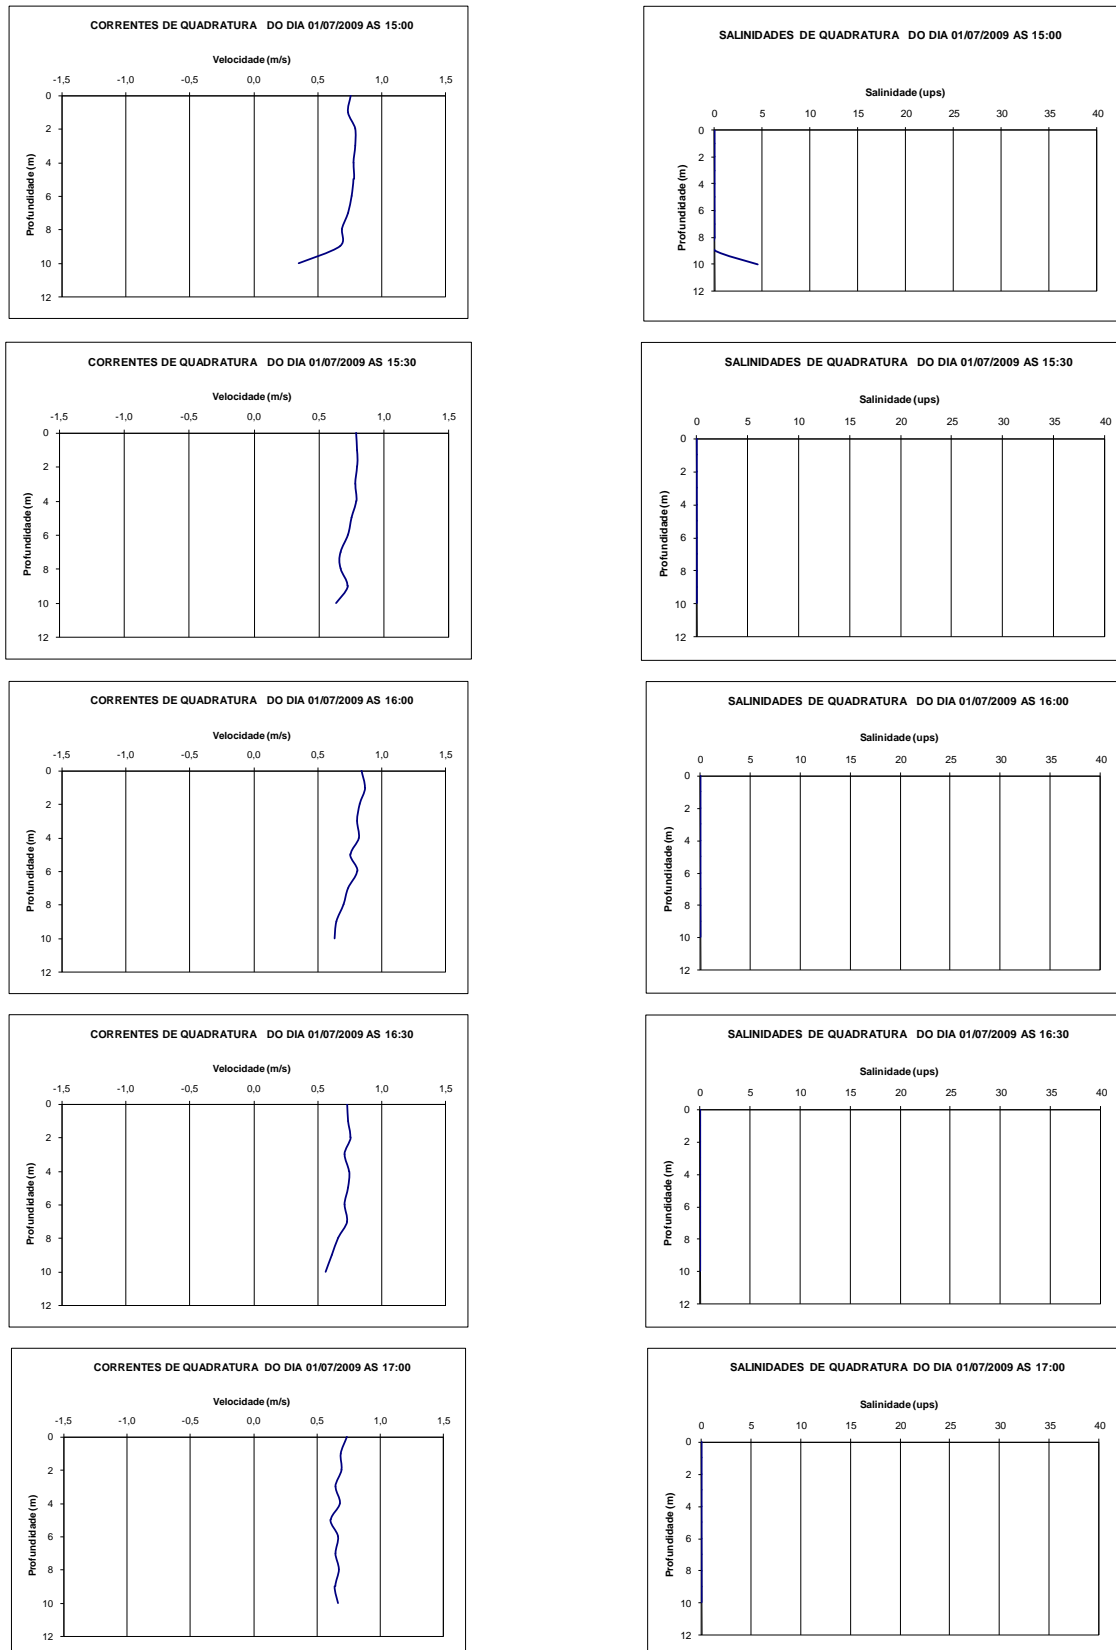 CORRENTES DE QUADRATURA DO DIA 01/07/2009 AS 15:00
Velocidade (m/s)
-1,5 -1,0 -0,5 0,0 0,5 1,0 1,5
0
2
4
6
8
10
12
Profundidade (m)
SALINIDADES DE QUADRATURA DO DIA 01/07/2009 AS 15:00
Salinidade (ups)
0 5 10 15 20 25 30 35 40
0
2
4
6
8
10
12
Profundidade (m)
CORRENTES DE QUADRATURA DO DIA 01/07/2009 AS 15:30
Velocidade (m/s)
-1,5 -1,0 -0,5 0,0 0,5 1,0 1,5
0
2
4
6
8
10
12
Profundidade (m)
SALINIDADES DE QUADRATURA DO DIA 01/07/2009 AS 15:30
Salinidade (ups)
0 5 10 15 20 25 30 35 40
0
2
4
6
8
10
12
Profundidade (m)
CORRENTES DE QUADRATURA DO DIA 01/07/2009 AS 16:00
Velocidade (m/s)
-1,5 -1,0 -0,5 0,0 0,5 1,0 1,5
0
2
4
6
8
10
12
Profundidade (m)
SALINIDADES DE QUADRATURA DO DIA 01/07/2009 AS 16:00
Salinidade (ups)
0 5 10 15 20 25 30 35 40
0
2
4
6
8
10
12
Profundidade (m)
CORRENTES DE QUADRATURA DO DIA 01/07/2009 AS 16:30
Velocidade (m/s)
-1,5 -1,0 -0,5 0,0 0,5 1,0 1,5
0
2
4
6
8
10
12
Profundidade (m)
SALINIDADES DE QUADRATURA DO DIA 01/07/2009 AS 16:30
Salinidade (ups)
0 5 10 15 20 25 30 35 40
0
2
4
6
8
10
12
Profundidade (m)
CORRENTES DE QUADRATURA DO DIA 01/07/2009 AS 17:00
Velocidade (m/s)
-1,5 -1,0 -0,5 0,0 0,5 1,0 1,5
0
2
4
6
8
10
12
Profundidade (m)
SALINIDADES DE QUADRATURA DO DIA 01/07/2009 AS 17:00
Salinidade (ups)
0 5 10 15 20 25 30 35 40
0
2
4
6
8
10
12
Profundidade (m)